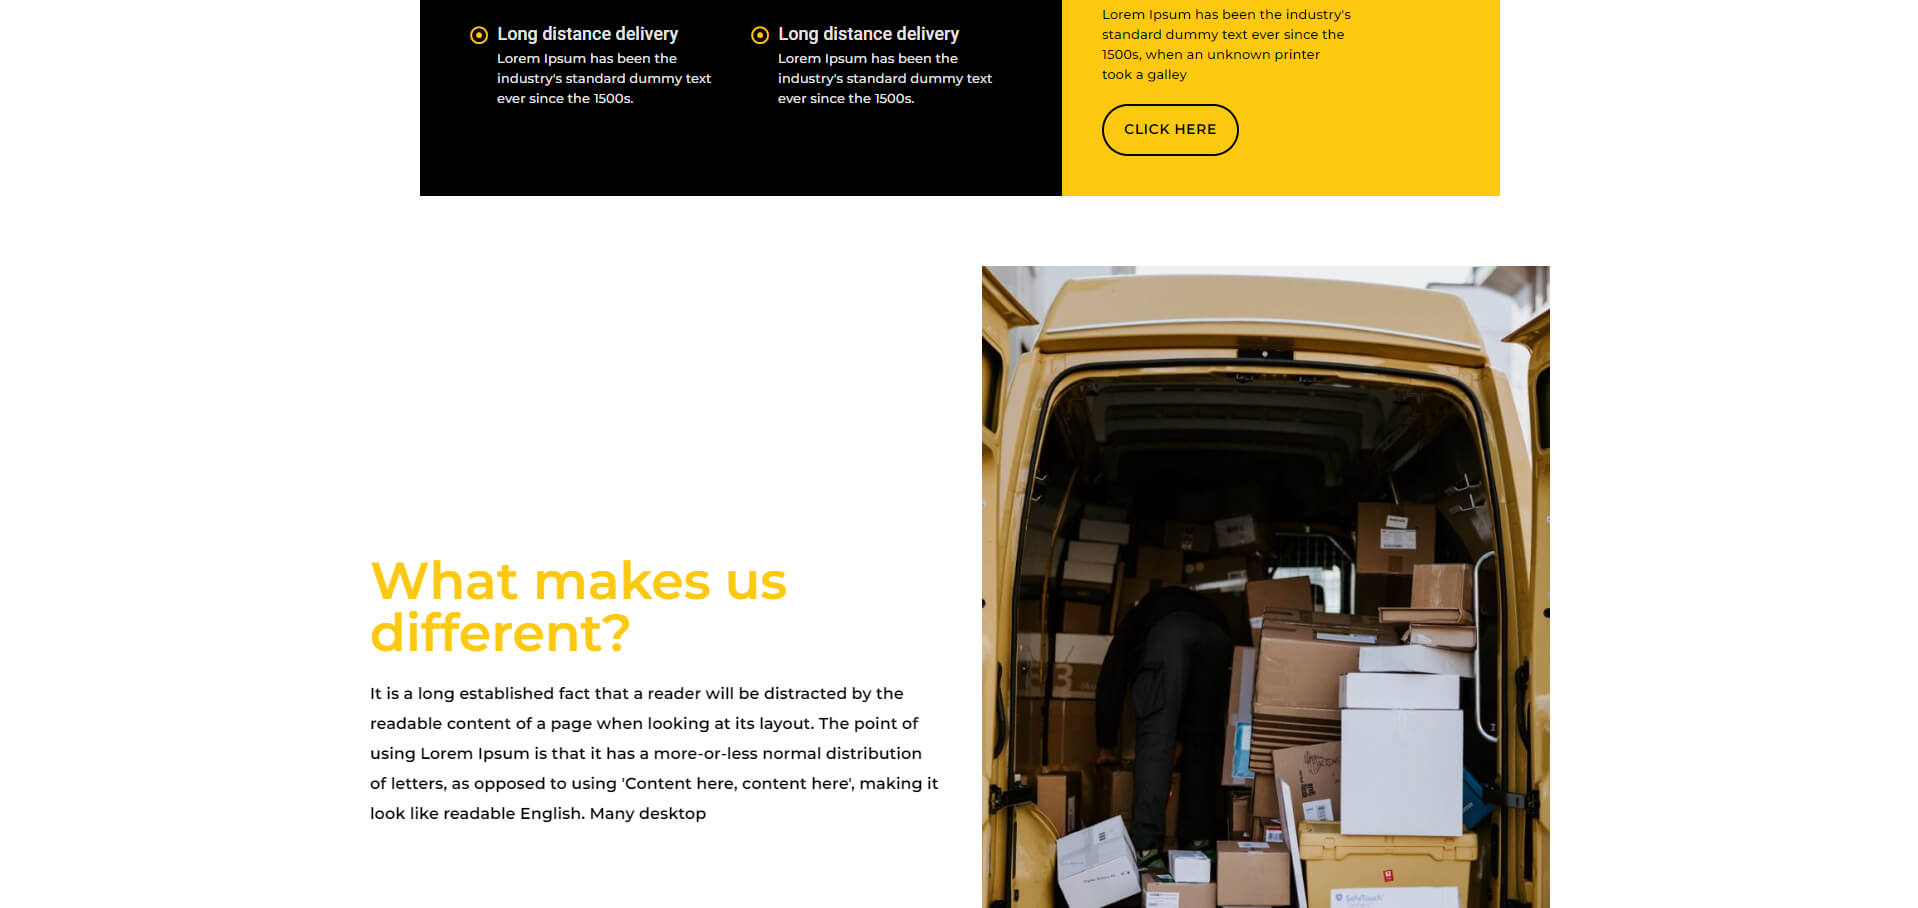 Long distance delivery
Lorem Ipsum has been the
industry's standard dummy text
ever since the 1500s.
Long distance delivery
Lorem Ipsum has been the
industry's standard dummy text
ever since the 1500s.
Lorem Ipsum has been the industry's
standard dummy text ever since the
1500s, when an unknown printer
took a galley
CLICK HERE
What makes us
different?
It is a long established fact that a reader will be distracted by the
readable content of a page when looking at its layout. The point of
using Lorem Ipsum is that it has a more-or-less normal distribution
of letters, as opposed to using 'Content here, content here', making it
look like readable English. Many desktop
SafeTouch